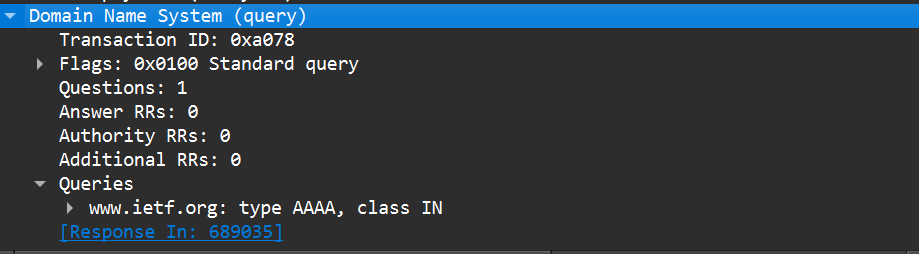 Domain Name System (query)
Transaction ID: 0xa078
Flags: 0x0100 Standard query
Questions: 1
Answer RRs: 0
Authority RRs: 0
Additional RRs: 0
Queries
www.ietf.org: type AAAA, class IN
[Response In: 689035]